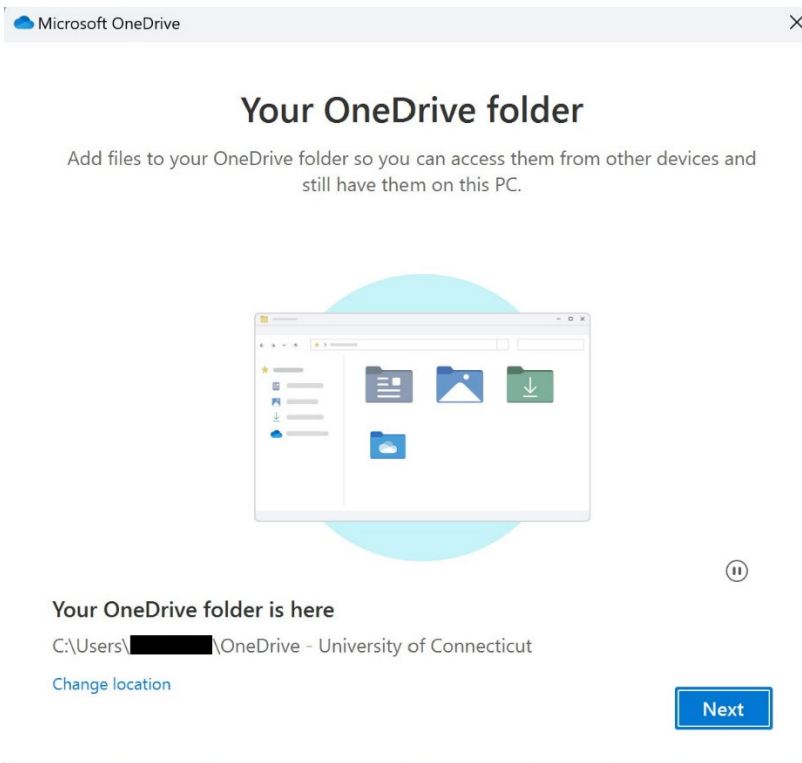 Microsoft OneDrive
Your OneDrive folder
Add files to your OneDrive folder so you can access them from other devices and
still have them on this PC.
Your OneDrive folder is here
C:\Users\ \OneDrive - University of Connecticut
Change location
Next